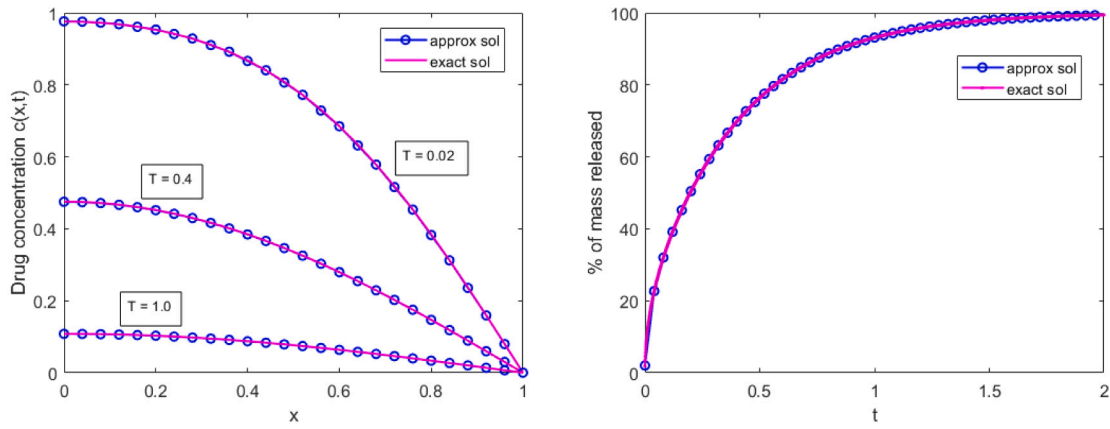 Drug concentration c(x,t)
1
0.8
0.6
0.4
0.2
0
0
0.2
0.4
0.6
0.8
1
x
approx sol
exact sol
T = 0.02
T = 0.4
T = 1.0
% of mass released
100
80
60
40
20
0
0
0.5
1
1.5
2
t
approx sol
exact sol